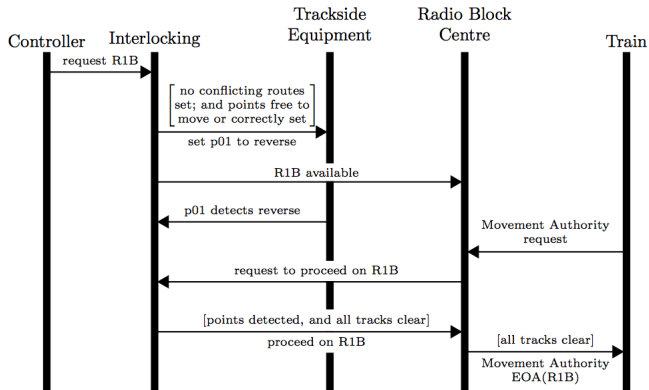 Controller
Interlocking
Trackside
Equipment
Radio Block
Centre
Train
request R1B
no conflicting routes
set; and points free to
move or correctly set
set p01 to reverse
R1B available
p01 detects reverse
Movement Authority
request
request to proceed on R1B
[points detected, and all tracks clear]
proceed on R1B
[all tracks clear]
Movement Authority
EOA(R1B)